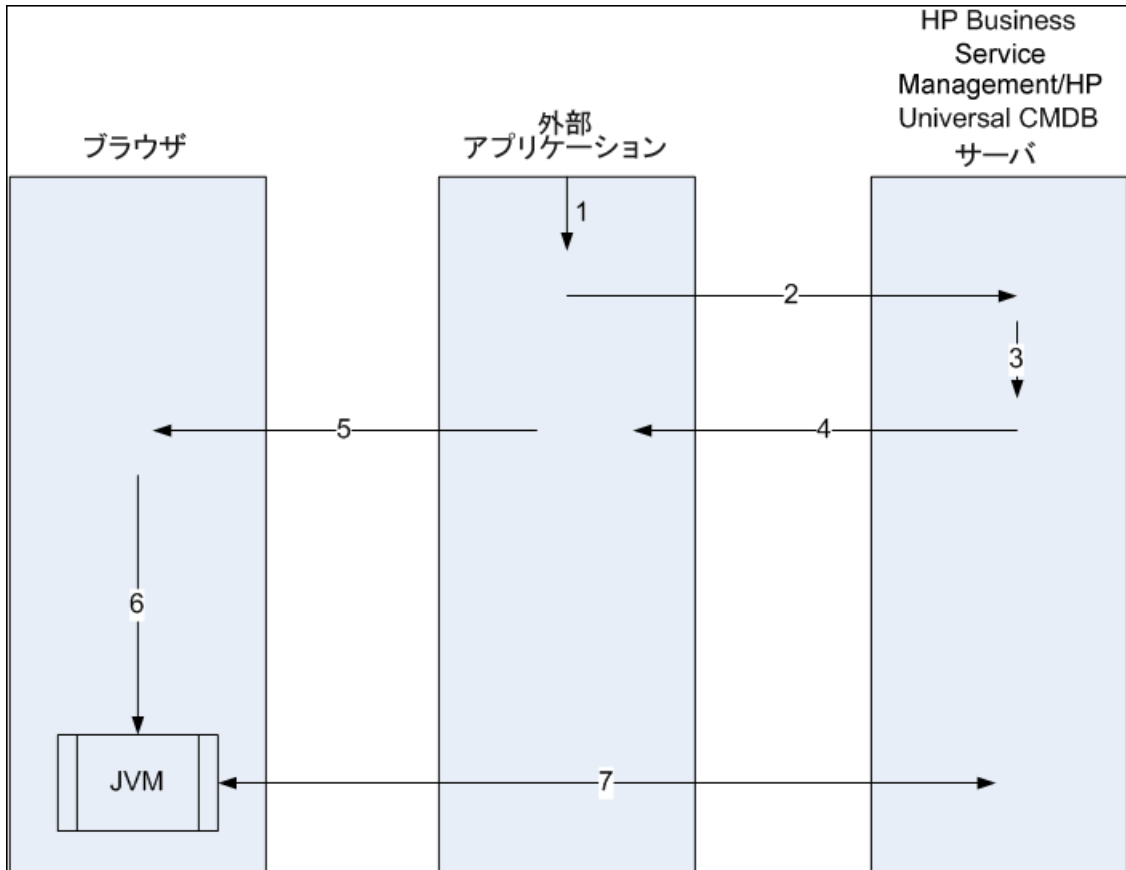 HP Business
Service
Management/HP
Universal CMDB
サーバ
外部
アプリケーション
ブラウザ
1
2
3
4
5
6
7
JVM